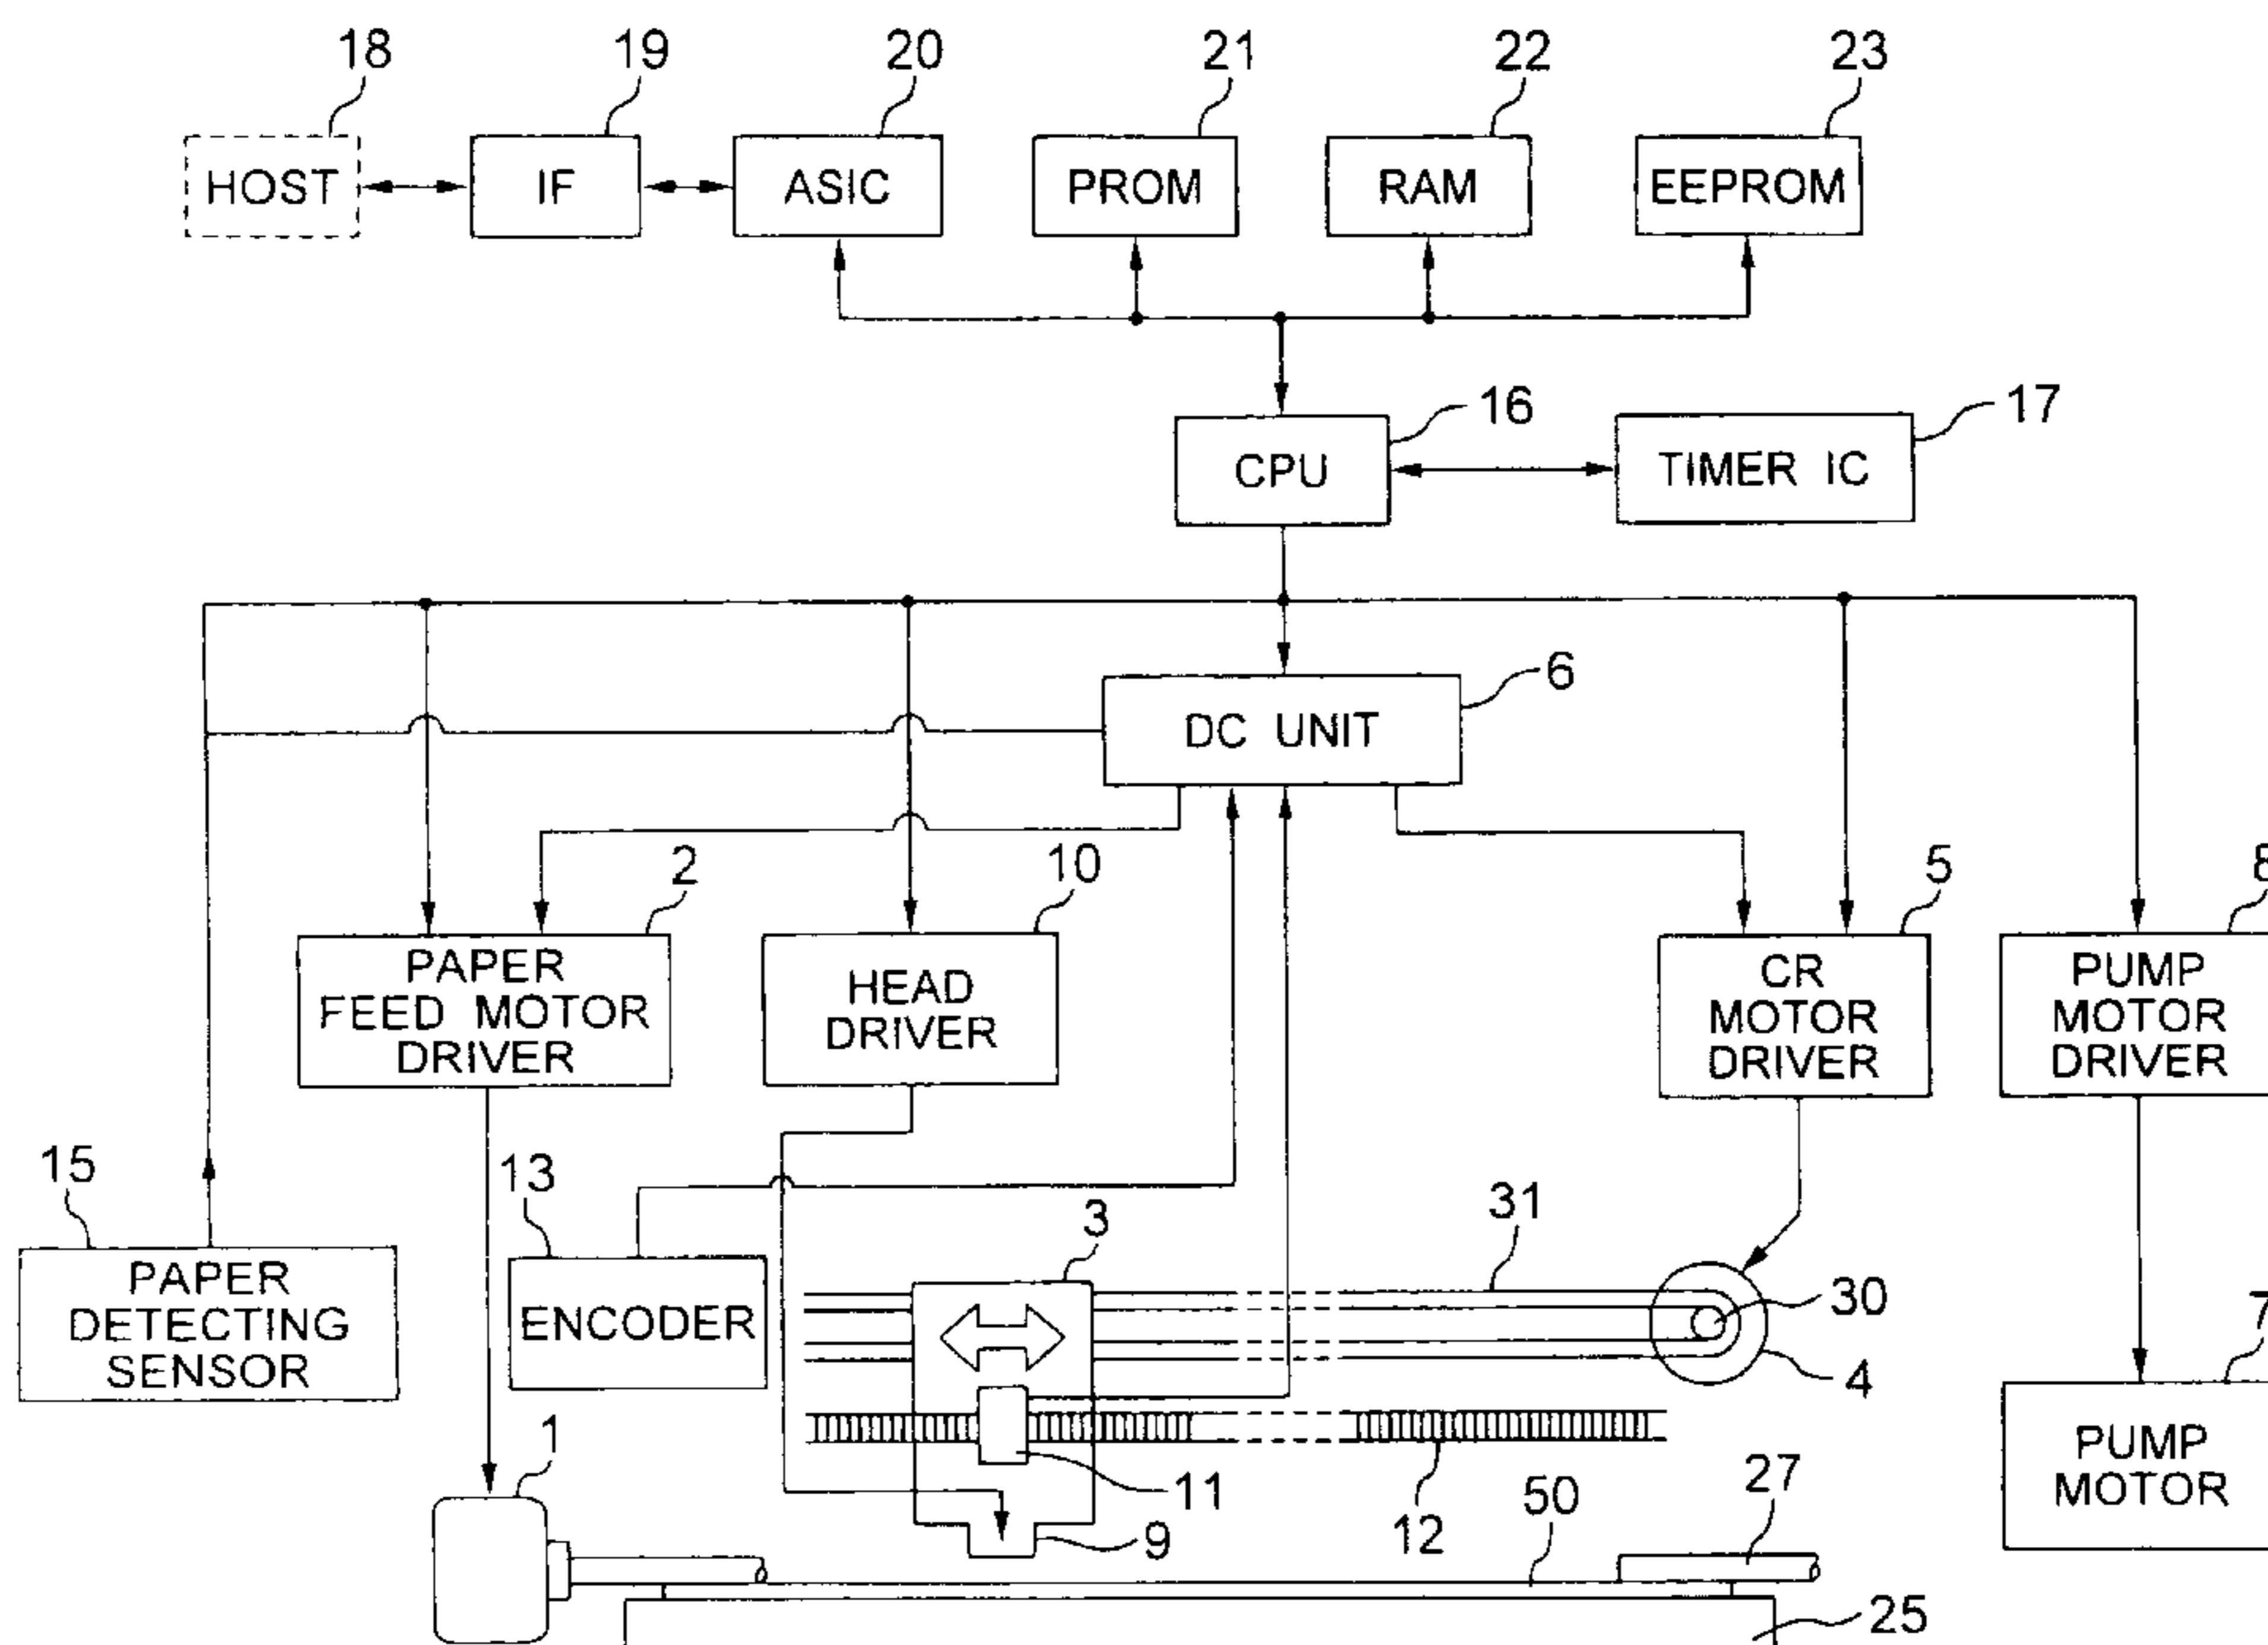 18 19 20 21 22 23
HOST IF ASIC PROM RAM EEPROM
16 17
CPU TIMER IC
6
DC UNIT
2 10 5 8
PAPER
FEED MOTOR
DRIVER
HEAD
DRIVER
CR
MOTOR
DRIVER
PUMP
MOTOR
DRIVER
15 13 3 31
PAPER
DETECTING
SENSOR
ENCODER
30
4
7
PUMP
MOTOR
1
11 12 50 27
9
25